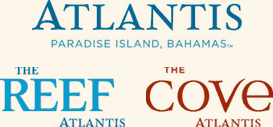 ATLANTIS
PARADISE ISLAND, BAHAMAS™
THE
REEF
ATLANTIS
THE
COVE
ATLANTIS